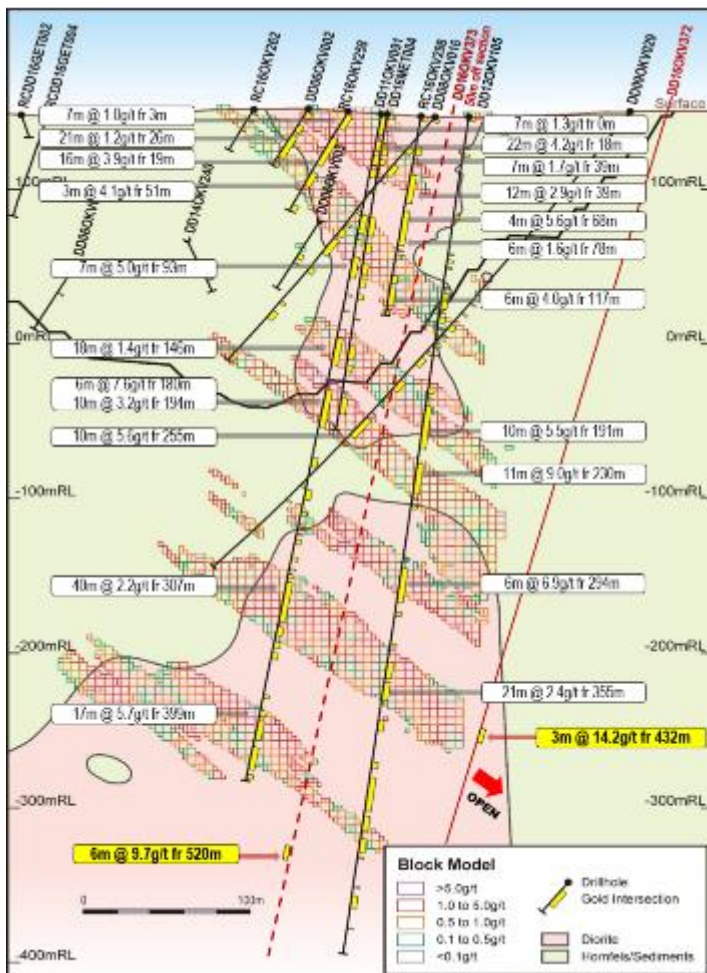 RCDD16GET002
RCDD15GET004
RC16OKV262
DD06OKV002
RC16OKV258
DD11OKV091
DD15MET004
RC16OKV256
DD08OKV016
DD16OKV373
50m off section
DD12OKV105
DD09OKV029
DD16OKV372
Surface
7m @ 1.0g/t fr 3m
21m @ 1.2g/t fr 26m
16m @ 3.9g/t fr 19m
3m @ 4.1g/t fr 51m
7m @ 5.0g/t fr 93m
18m @ 1.4g/t fr 146m
6m @ 7.6g/t fr 180m
10m @ 3.2g/t fr 194m
10m @ 5.6g/t fr 255m
40m @ 2.2g/t fr 307m
17m @ 5.7g/t fr 399m
6m @ 9.7g/t fr 520m
7m @ 1.3g/t fr 0m
22m @ 4.2g/t fr 18m
7m @ 1.7g/t fr 39m
12m @ 2.9g/t fr 39m
4m @ 5.6g/t fr 68m
6m @ 1.6g/t fr 78m
6m @ 4.0g/t fr 117m
10m @ 5.5g/t fr 191m
11m @ 9.0g/t fr 230m
6m @ 6.9g/t fr 294m
21m @ 2.4g/t fr 355m
3m @ 14.2g/t fr 432m
OPEN
100mRL
100mRL
0mRL
0mRL
-100mRL
-100mRL
-200mRL
-200mRL
-300mRL
-300mRL
-400mRL
0
100m
Block Model
>5.0g/t
1.0 to 5.0g/t
0.5 to 1.0g/t
0.1 to 0.5g/t
<0.1g/t
Drillhole
Gold Intersection
Diorite
Hornfels/Sediments